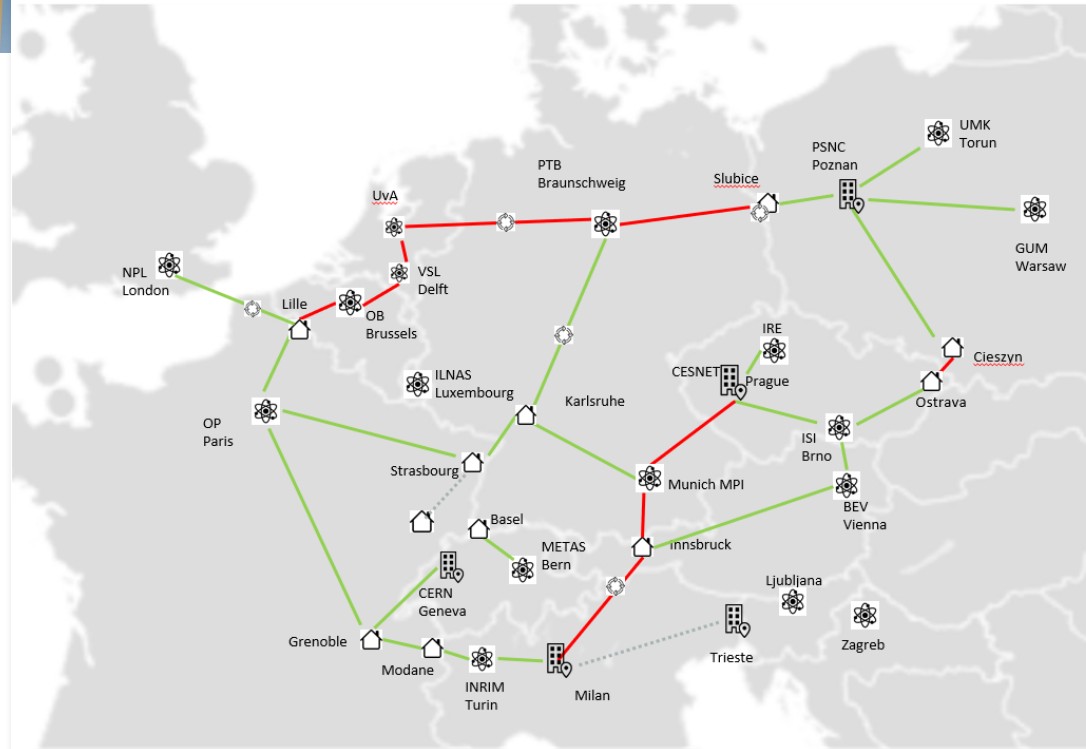 UMK
Torun
PSNC
Poznan
PTB
Braunschweig
Slubice
UvA
GUM
Warsaw
NPL
London
VSL
Delft
Lille
OB
Brussels
IRE
Prague
CESNET
Cieszyn
ILNAS
Luxembourg
Karlsruhe
Ostrava
OP
Paris
ISI
Brno
Strasbourg
Munich MPI
BEV
Vienna
Basel
METAS
Bern
Innsbruck
CERN
Geneva
Ljubljana
Grenoble
Modane
Zagreb
Trieste
INRIM
Turin
Milan